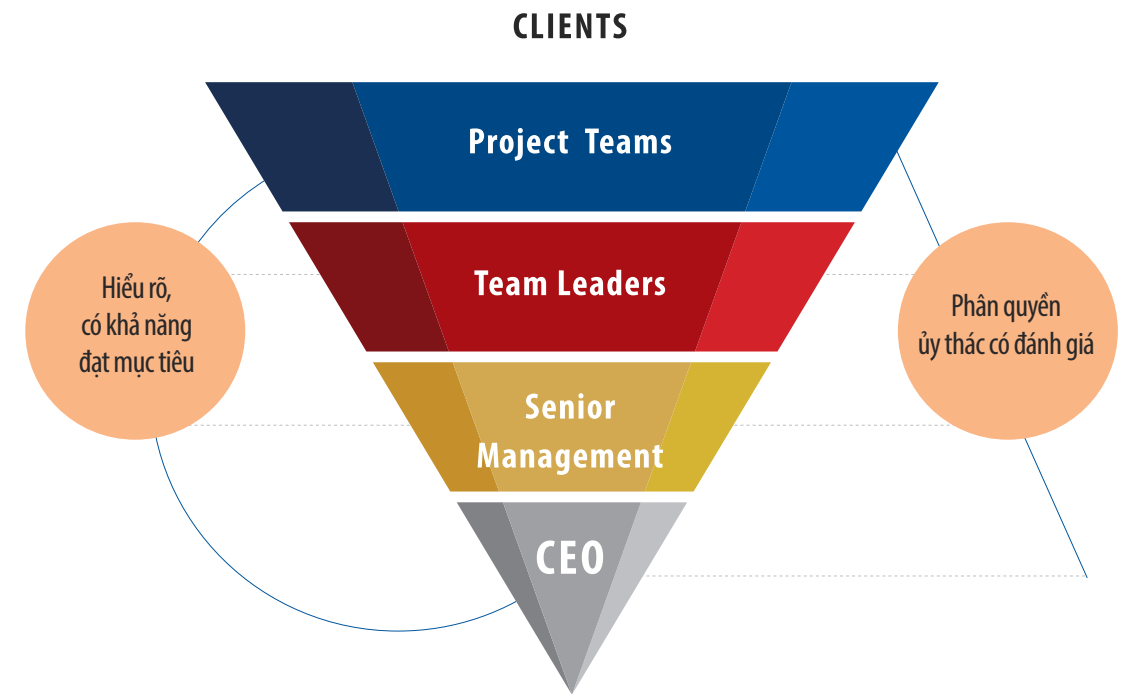 CLIENTS
Project Teams
Team Leaders
Senior
Management
CEO
Hiểu rõ,
có khả năng
đạt mục tiêu
Phân quyền
ủy thác có đánh giá